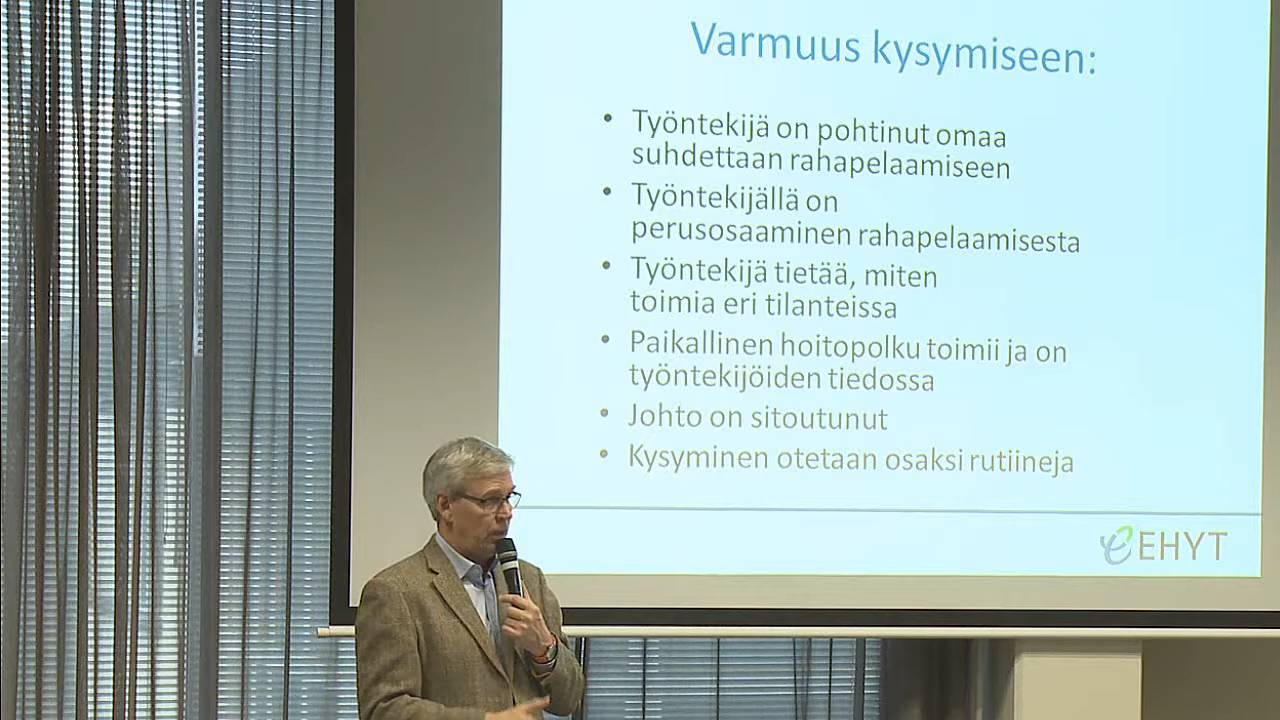 Varmuus kysymiseen:
• Työntekijä on pohtinut omaa
suhdettaan rahapelaamiseen
• Työntekijällä on
perusosaaminen rahapelaamisesta
• Työntekijä tietää, miten
toimia eri tilanteissa
• Paikallinen hoitopolku toimii ja on
työntekijöiden tiedossa
• Johto on sitoutunut
• Kysyminen otetaan osaksi rutiineja
EHYT